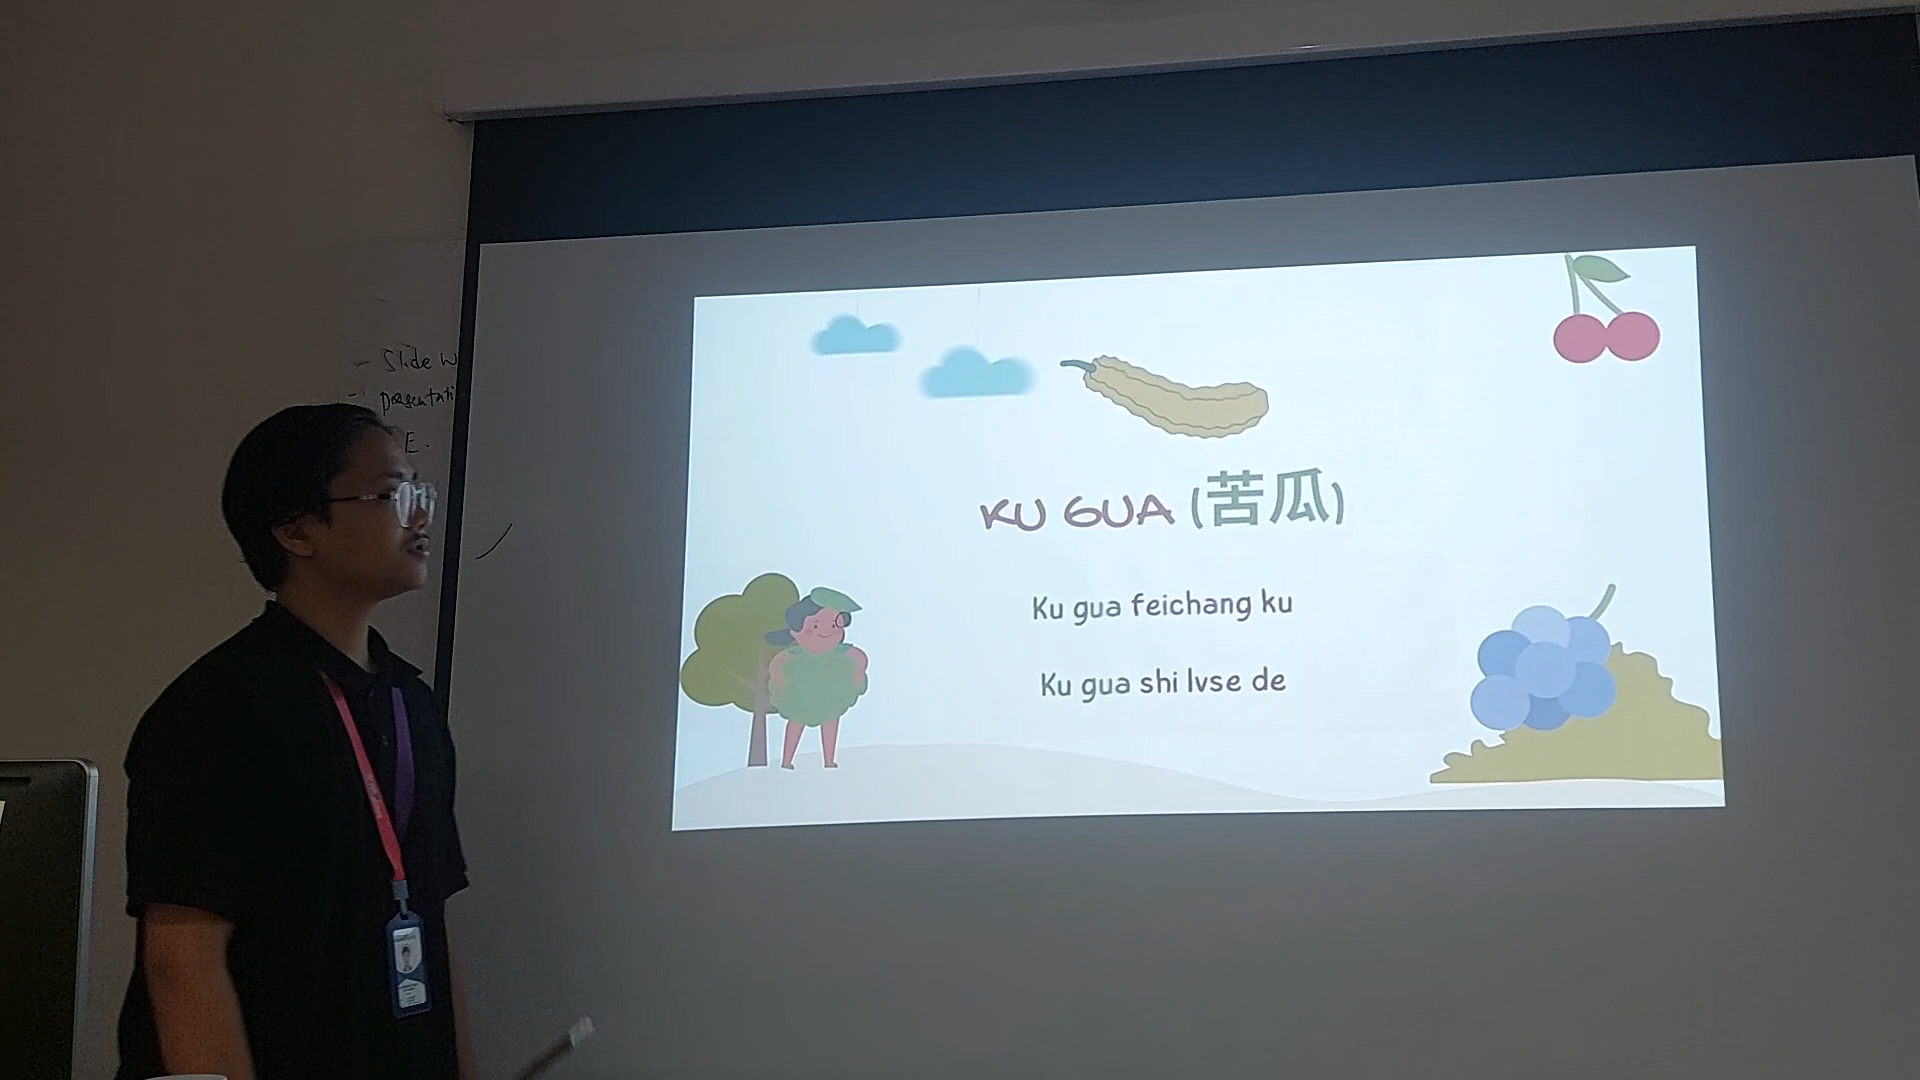 - Slide
- presentati
E.
KU GUA (苦瓜)
Ku gua feichang ku
Ku gua shi lvse de